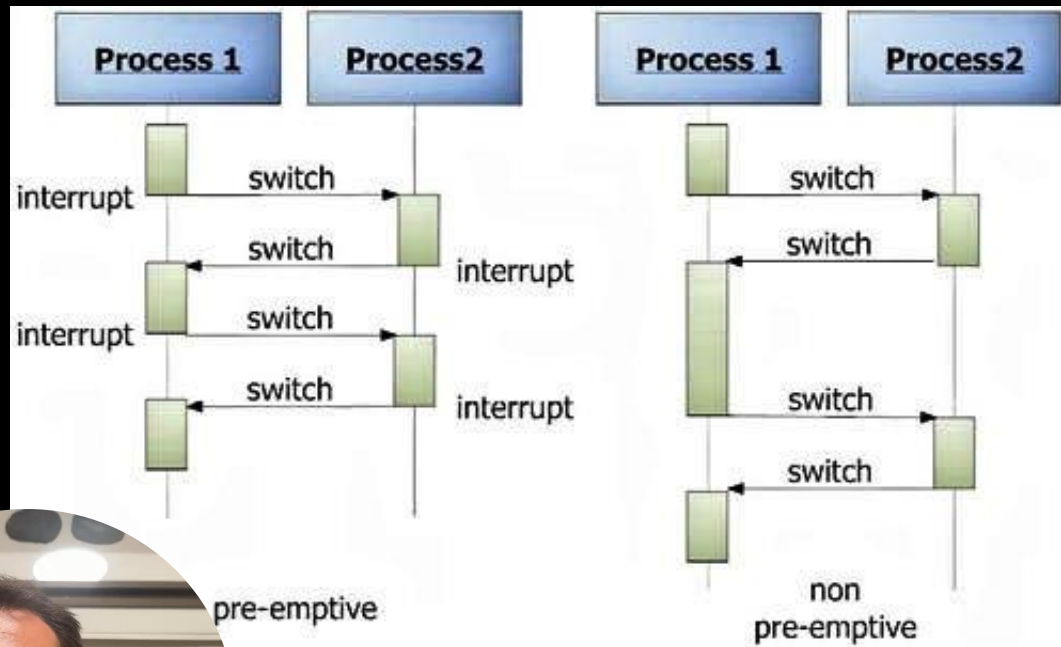 Process 1
Process2
interrupt
switch
switch
interrupt
interrupt
switch
switch
interrupt
pre-emptive
Process 1
Process2
switch
switch
switch
switch
non
pre-emptive